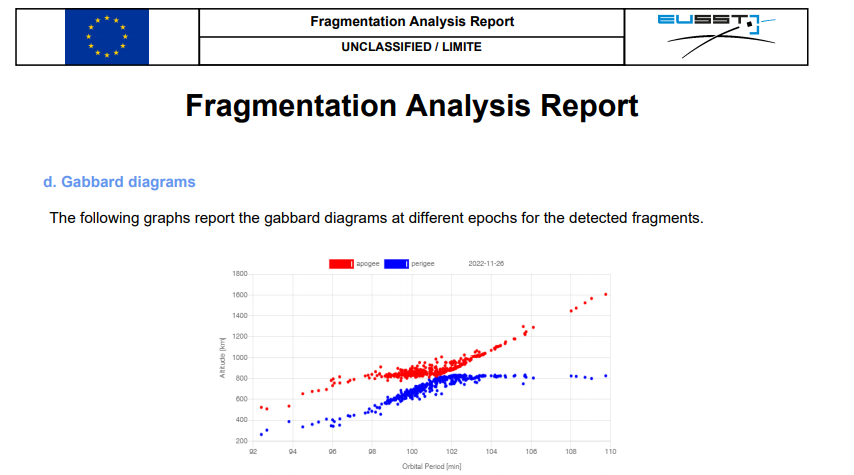 Fragmentation Analysis Report
UNCLASSIFIED / LIMITE
EUSST
Fragmentation Analysis Report
d. Gabbard diagrams
The following graphs report the gabbard diagrams at different epochs for the detected fragments.
apogee perigee 2022-11-26
1800
1600
1400
1200
1000
800
600
400
200
Altitude [km]
92 94 96 98 100 102 104 106 108 110
Orbital Period [min]